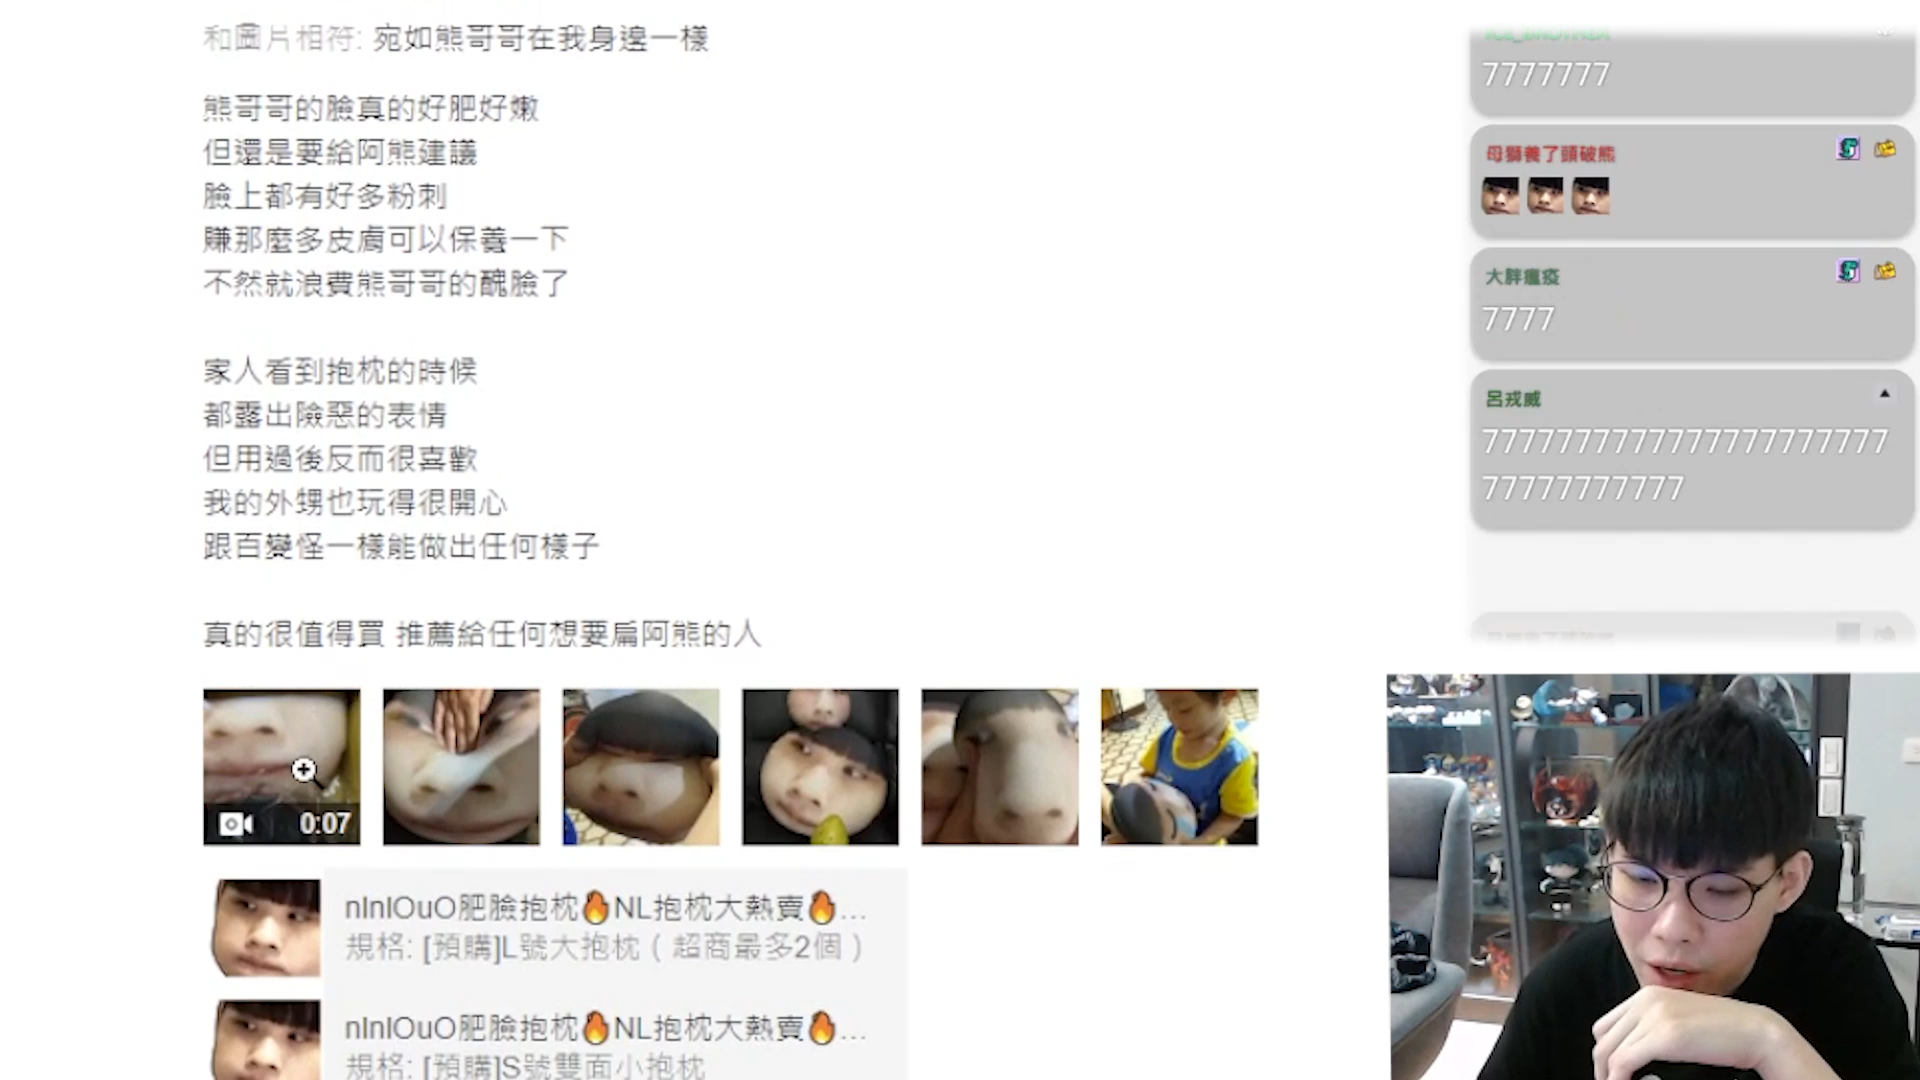 和圖片相符: 宛如熊哥哥在我身邊一樣
熊哥哥的臉真的好肥好嫩
但還是要給阿熊建議
臉上都有好多粉刺
賺那麼多皮膚可以保養一下
不然就浪費熊哥哥的醜臉了
家人看到抱枕的時候
都露出險惡的表情
但用過後反而很喜歡
我的外甥也玩得很開心
跟百變怪一樣能做出任何樣子
真的很值得買 推薦給任何想要扁阿熊的人
0:07
nInIOuO肥臉抱枕🔥NL抱枕大熱賣🔥...
規格: [預購]L號大抱枕 ( 超商最多2個 )
nInIOuO肥臉抱枕🔥NL抱枕大熱賣🔥...
規格: [預購]S號雙面小抱枕
7777777
母獅養了頭破熊
大胖瘟疫
7777
呂戎威
7777777777777777777777
77777777777